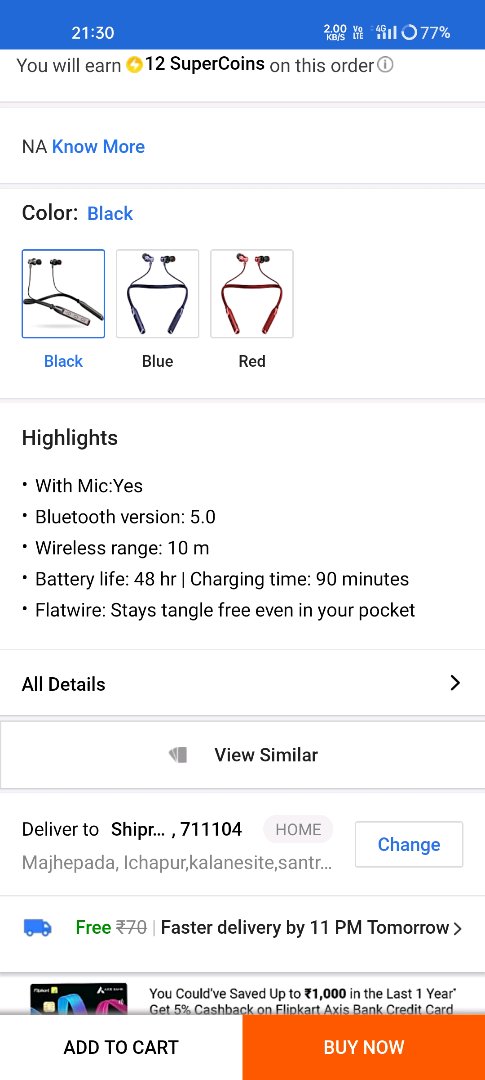 21:30 2.00 KB/S Vo LTE 4G 77%
You will earn 12 SuperCoins on this order
NA Know More
Color: Black
Black Blue Red
Highlights
• With Mic:Yes
• Bluetooth version: 5.0
• Wireless range: 10 m
• Battery life: 48 hr | Charging time: 90 minutes
• Flatwire: Stays tangle free even in your pocket
All Details
View Similar
Deliver to Shipr... , 711104 HOME
Change
Majhepada, Ichapur,kalanesite,santr...
Free ₹70 | Faster delivery by 11 PM Tomorrow
Flipkart AXIS BANK
You Could've Saved Up to ₹1,000 in the Last 1 Year*
Get 5% Cashback on Flipkart Axis Bank Credit Card
ADD TO CART BUY NOW